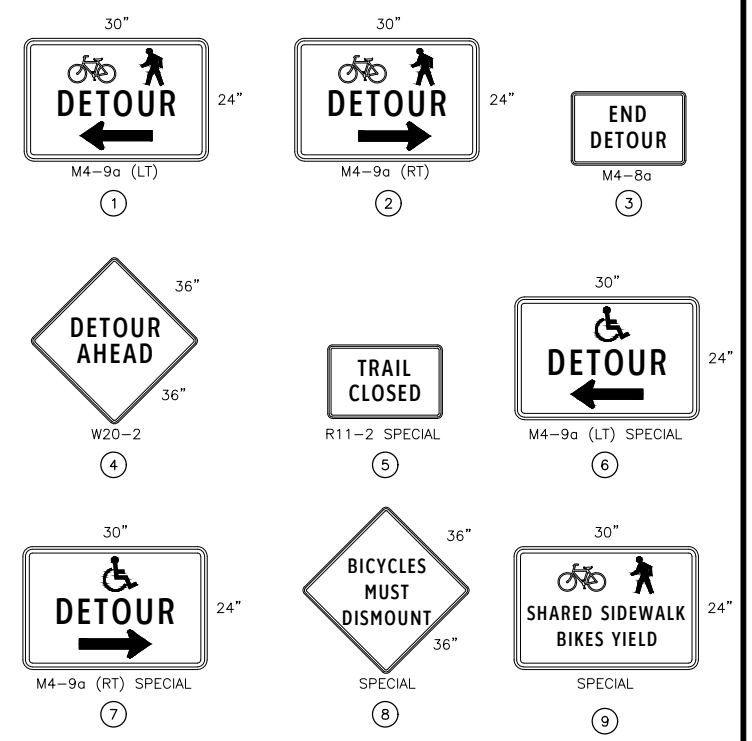 30”
DETOUR
24”
M4-9a (LT)
1
30”
DETOUR
24”
M4-9a (RT)
2
END
DETOUR
M4-8a
3
36”
DETOUR
AHEAD
36”
W20-2
4
TRAIL
CLOSED
R11-2 SPECIAL
5
30”
DETOUR
24”
M4-9a (LT) SPECIAL
6
30”
DETOUR
24”
M4-9a (RT) SPECIAL
7
36”
BICYCLES
MUST
DISMOUNT
36”
SPECIAL
8
30”
SHARED SIDEWALK
BIKES YIELD
24”
SPECIAL
9